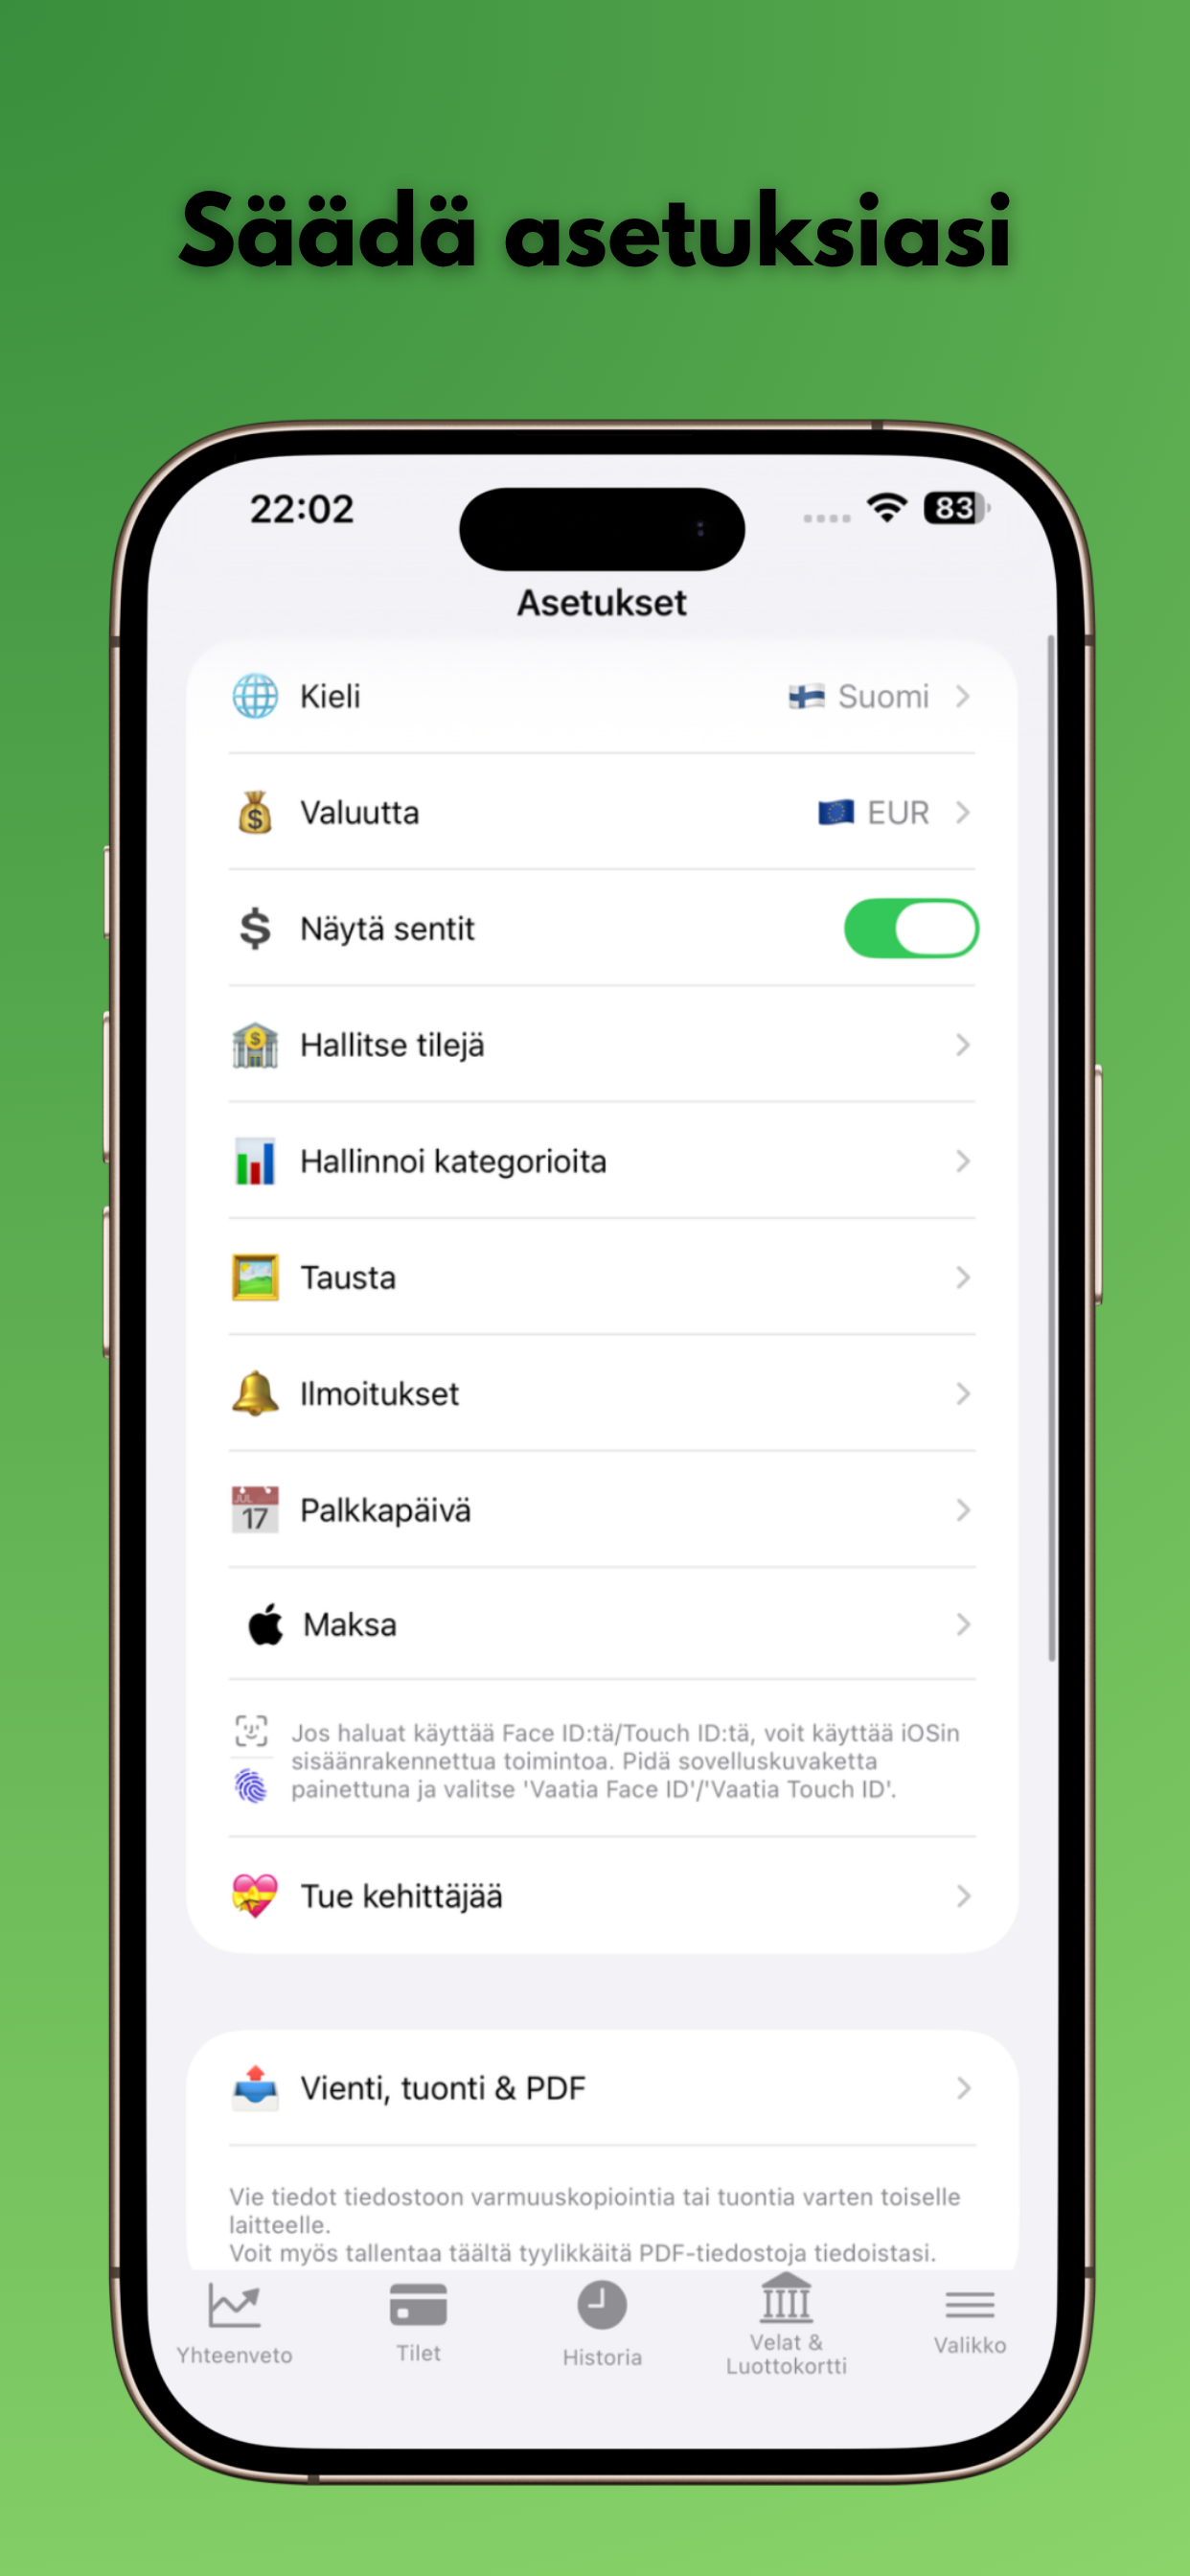 Säädä asetuksiasi
22:02
83
Asetukset
Kieli
Suomi
Valuutta
EUR
$
Näytä sentit
Hallitse tilejä
Hallinnoi kategorioita
Tausta
Ilmoitukset
JUL
17
Palkkapäivä
Maksa
Jos haluat käyttää Face ID:tä/Touch ID:tä, voit käyttää iOSin
sisäänrakennettua toimintoa. Pidä sovelluskuvaketta
painettuna ja valitse 'Vaatia Face ID'/'Vaatia Touch ID'.
Tue kehittäjää
Vienti, tuonti & PDF
Vie tiedot tiedostoon varmuuskopiointia tai tuontia varten toiselle
laitteelle.
Voit myös tallentaa täältä tyylikkäitä PDF-tiedostoja tiedoistasi.
Yhteenveto
Tilet
Historia
Velat &
Luottokortti
Valikko